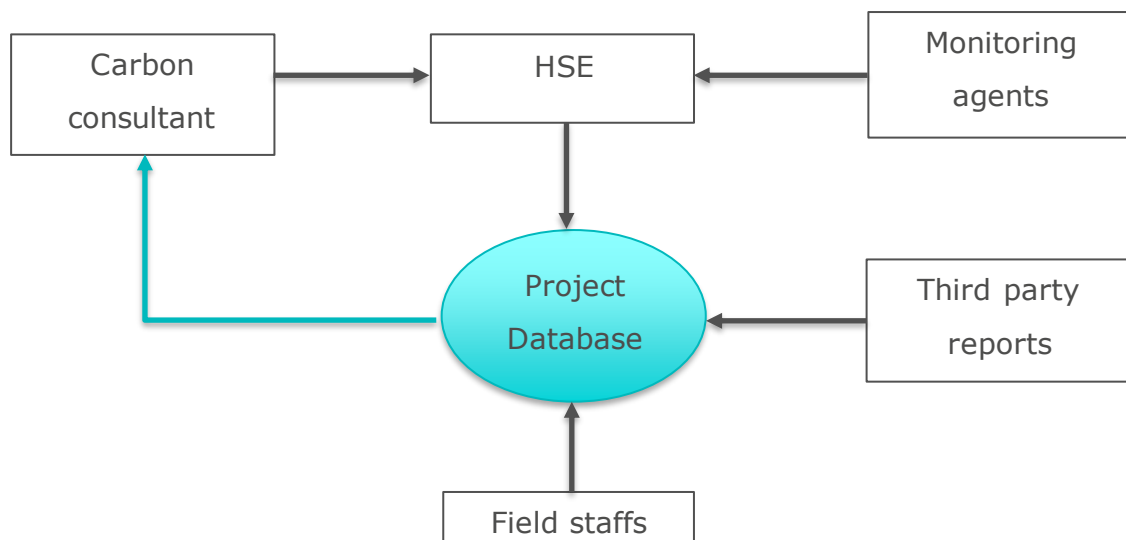 Carbon
consultant
HSE
Monitoring
agents
Project
Database
Third party
reports
Field staffs